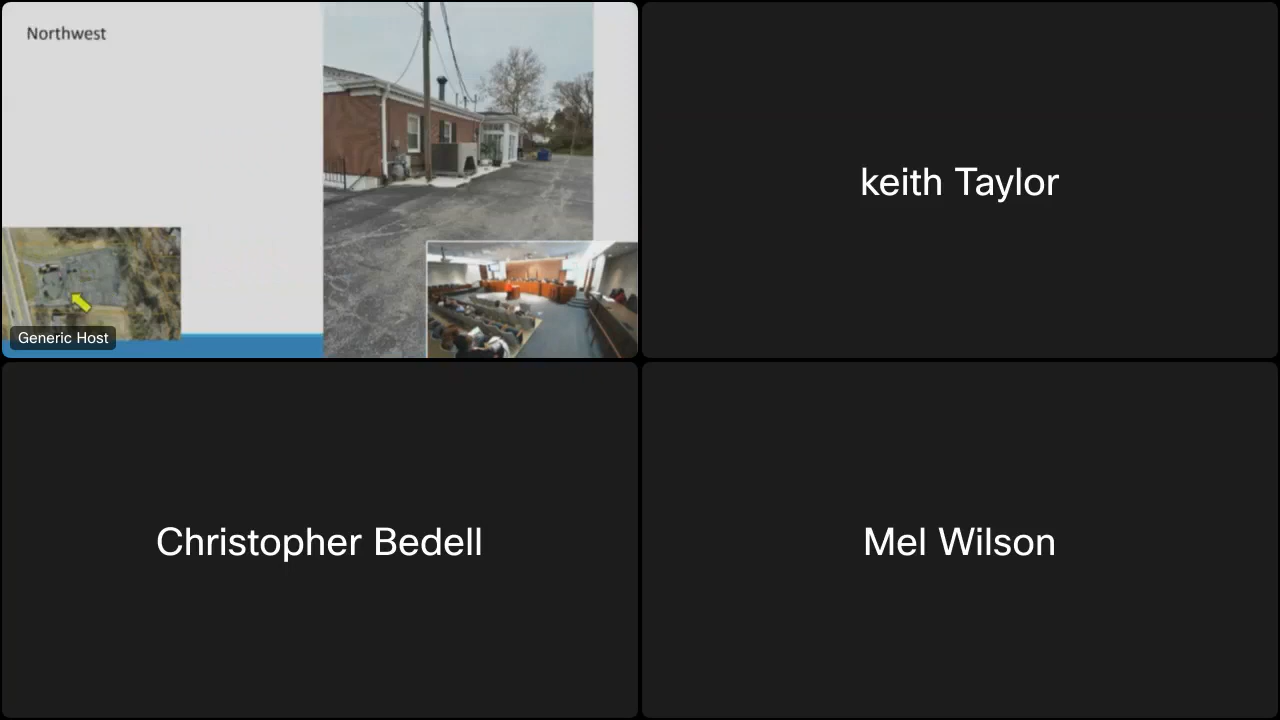 Northwest
Generic Host
keith Taylor
Christopher Bedell
Mel Wilson